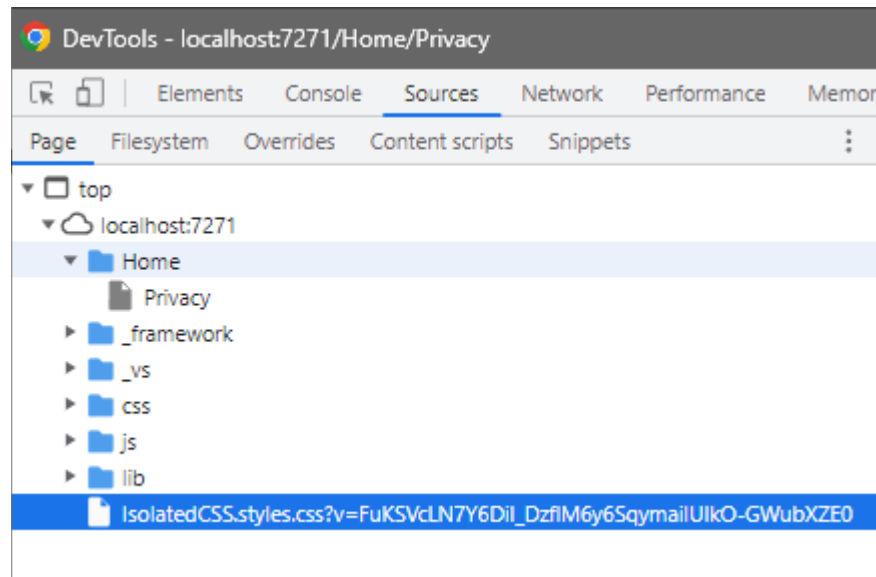 DevTools - localhost:7271/Home/Privacy
Elements Console Sources Network Performance Memor
Page Filesystem Overrides Content scripts Snippets
top
localhost:7271
Home
Privacy
_framework
_vs
css
js
lib
IsolatedCSS.styles.css?v=FuKSVcLN7Y6DiI_DzflM6y6SqymailUlkO-GWubXZE0